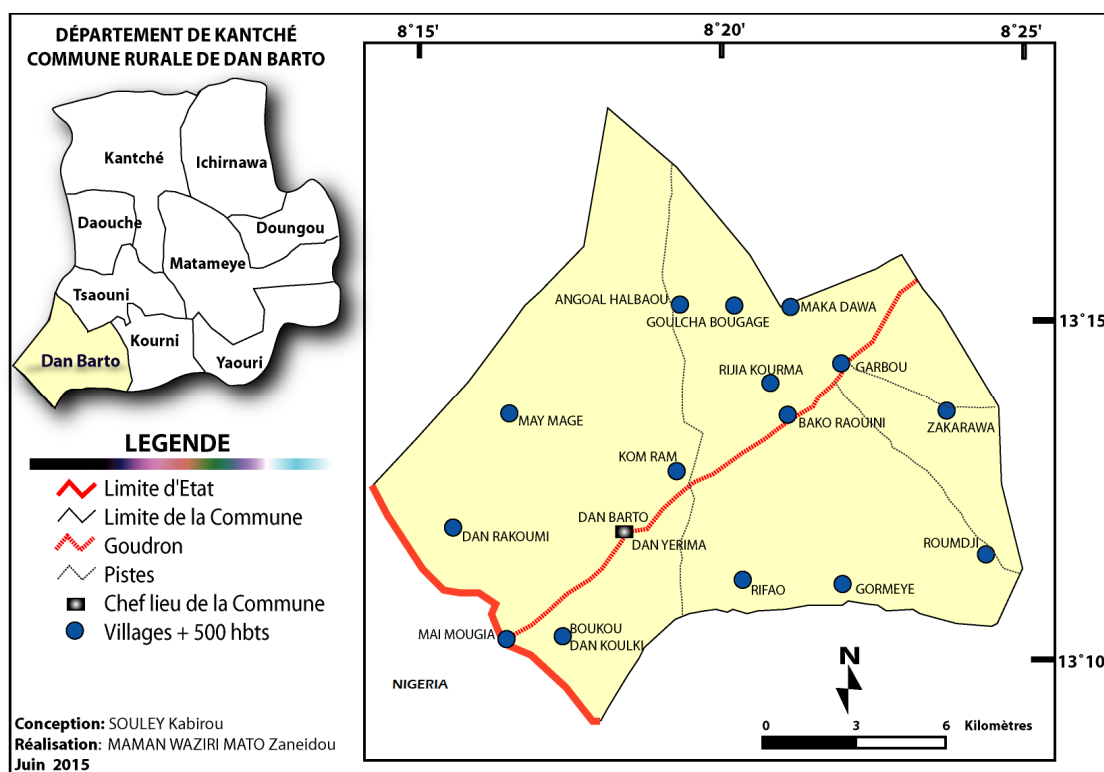 DÉPARTEMENT DE KANTCHÉ
COMMUNE RURALE DE DAN BARTO
Kantché
Ichirnawa
Daouche
Doungou
Matameye
Tsaouni
Kourni
Dan Barto
Yaouri
LEGENDE
Limite d'Etat
Limite de la Commune
Goudron
Pistes
Chef lieu de la Commune
Villages + 500 hbts
Conception: SOULEY Kabirou
Réalisation: MAMAN WAZIRI MATO Zaneidou
Juin 2015
8°15'
8°20'
8°25'
ANGOAL HALBAOU
GOULCHA BOUGAGE
MAKA DAWA
13°15
RIJIA KOURMA
GARBOU
MAY MAGE
BAKO RAOUINI
ZAKARAWA
KOM RAM
DAN BARTO
DAN RAKOUMI
DAN YERIMA
ROUMDJI
RIFAO
GORMEYE
MAI MOUGIA
BOUKOU
DAN KOULKI
13°10
NIGERIA
N
0 3 6 Kilomètres